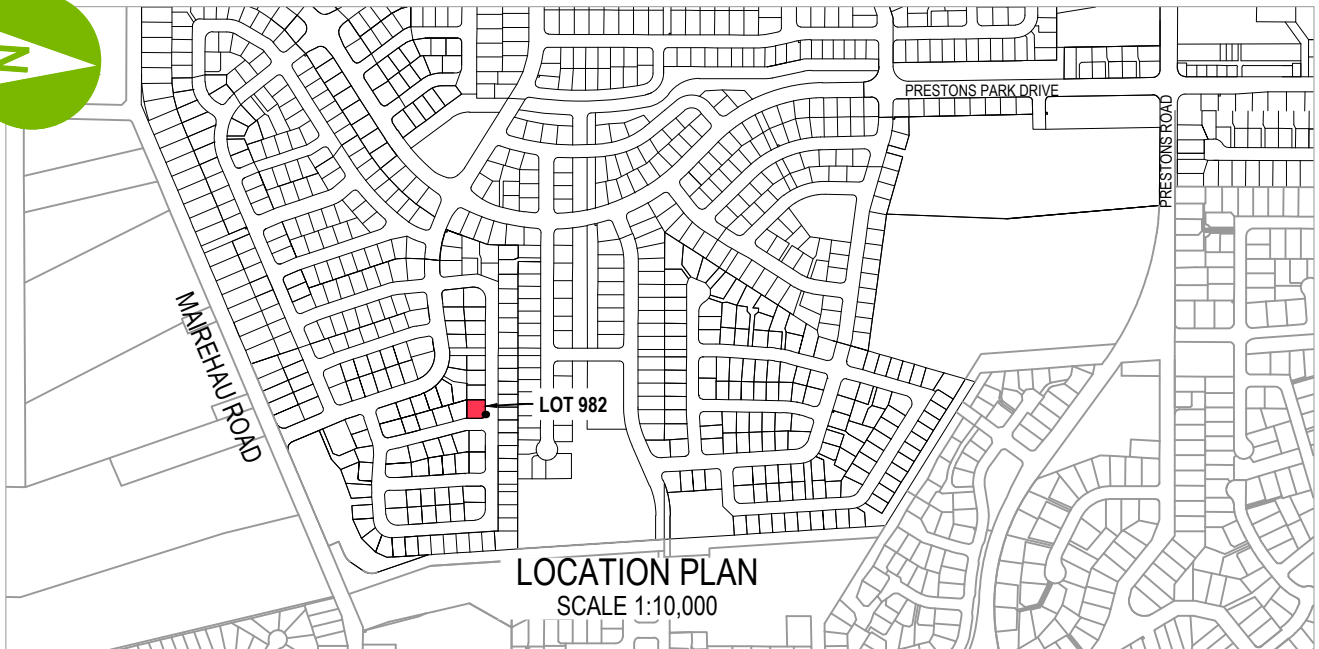 N
PRESTONS PARK DRIVE
PRESTONS ROAD
MAIREHAU ROAD
LOT 982
LOCATION PLAN
SCALE 1:10,000